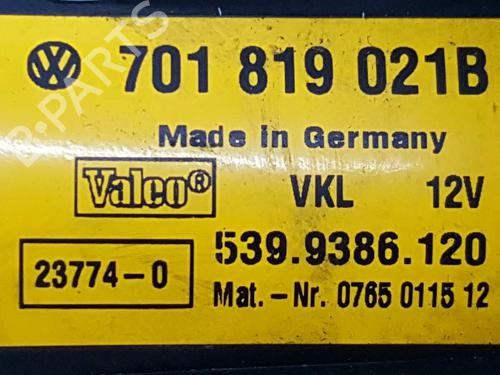 701 819 021B
Made in Germany
Valeo® VKL 12V
539.9386.120
23774-0
Mat.-Nr. 0765 0115 12
B-PARTS